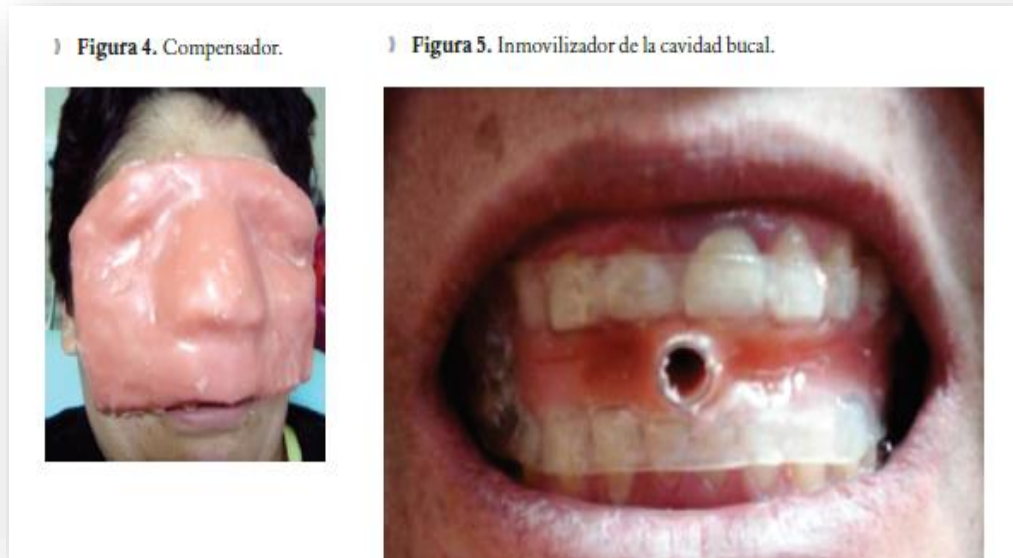 Figura 4. Compensador.
Figura 5. Inmovilizador de la cavidad bucal.